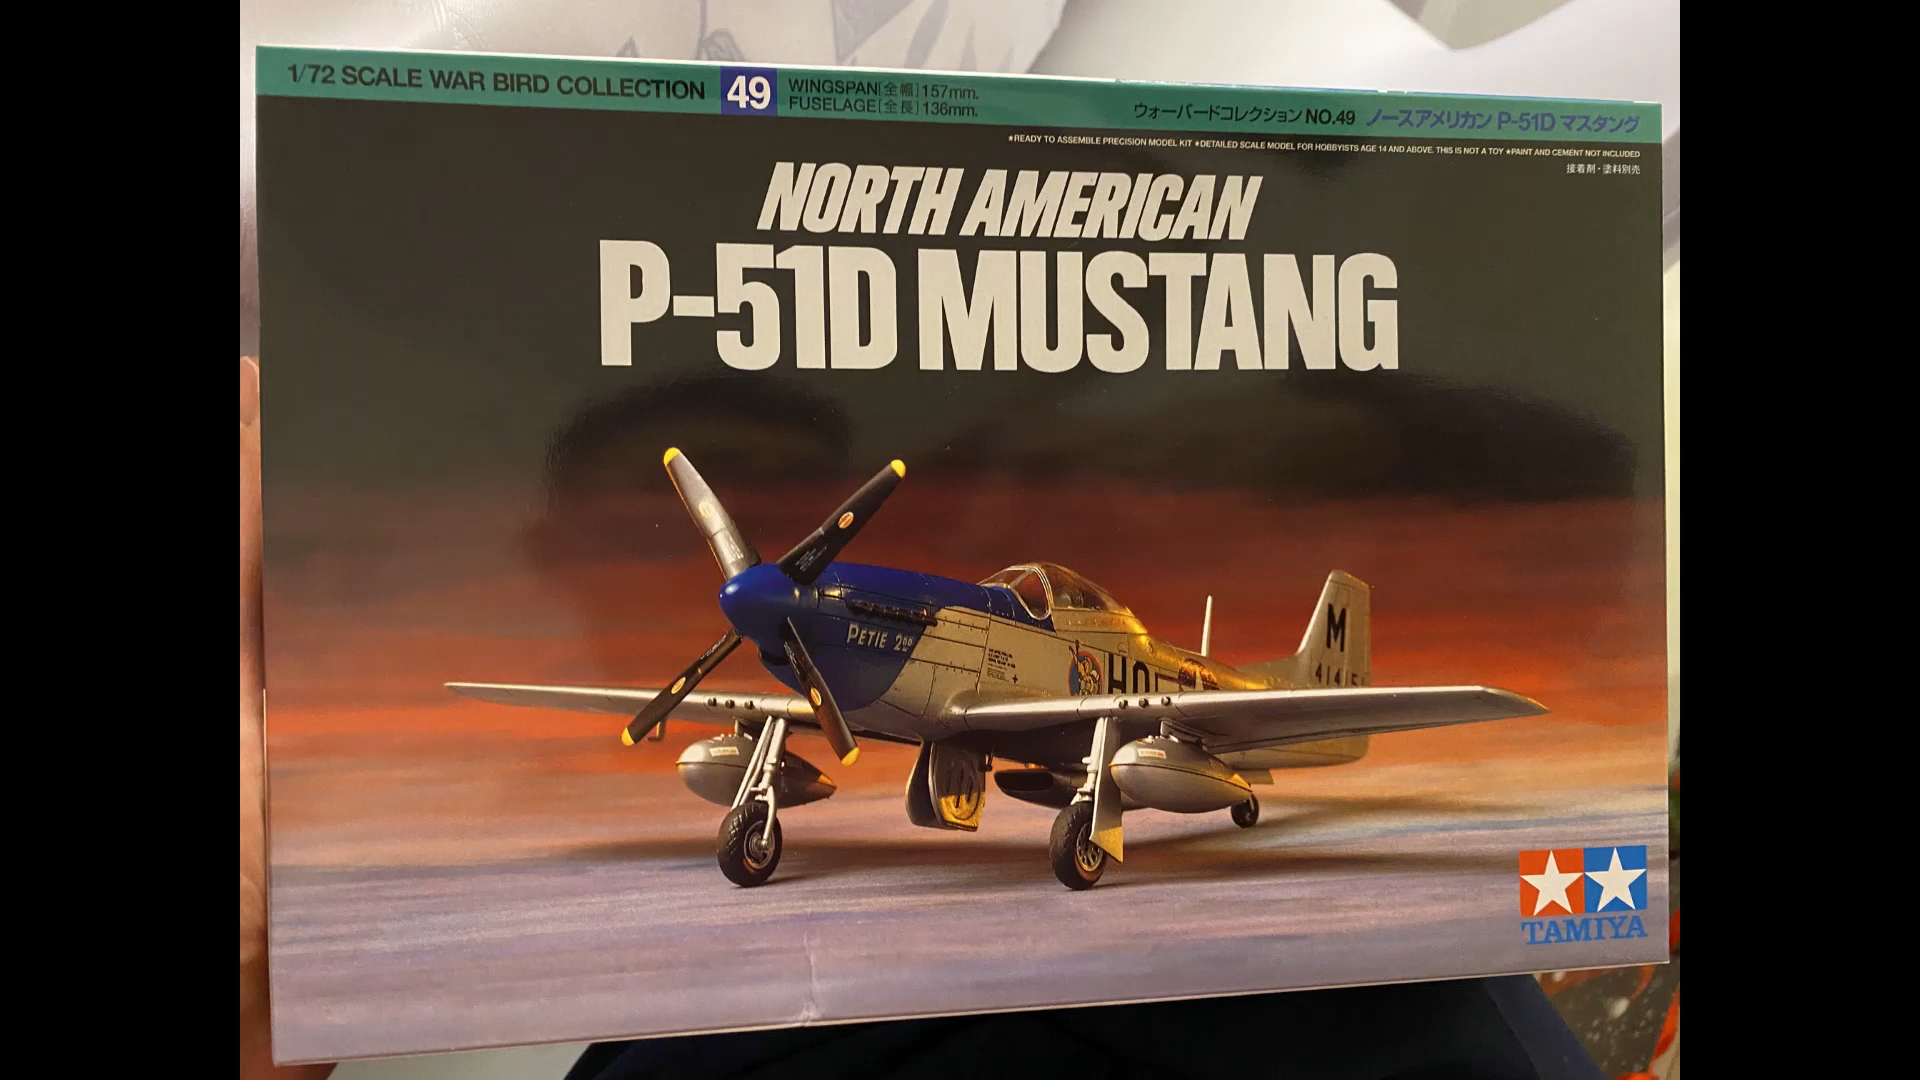 1/72 SCALE WAR BIRD COLLECTION
49
WINGSPAN[全幅]157mm.
FUSELAGE[全長]136mm.
ウォーバードコレクション NO.49 ノースアメリカン P-51D マスタング
★READY TO ASSEMBLE PRECISION MODEL KIT ★DETAILED SCALE MODEL FOR HOBBYISTS AGE 14 AND ABOVE. THIS IS NOT A TOY ★PAINT AND CEMENT NOT INCLUDED
接着剤・塗料別売
NORTH AMERICAN
P-51D MUSTANG
PETIE 2ND
M
HO
TAMIYA